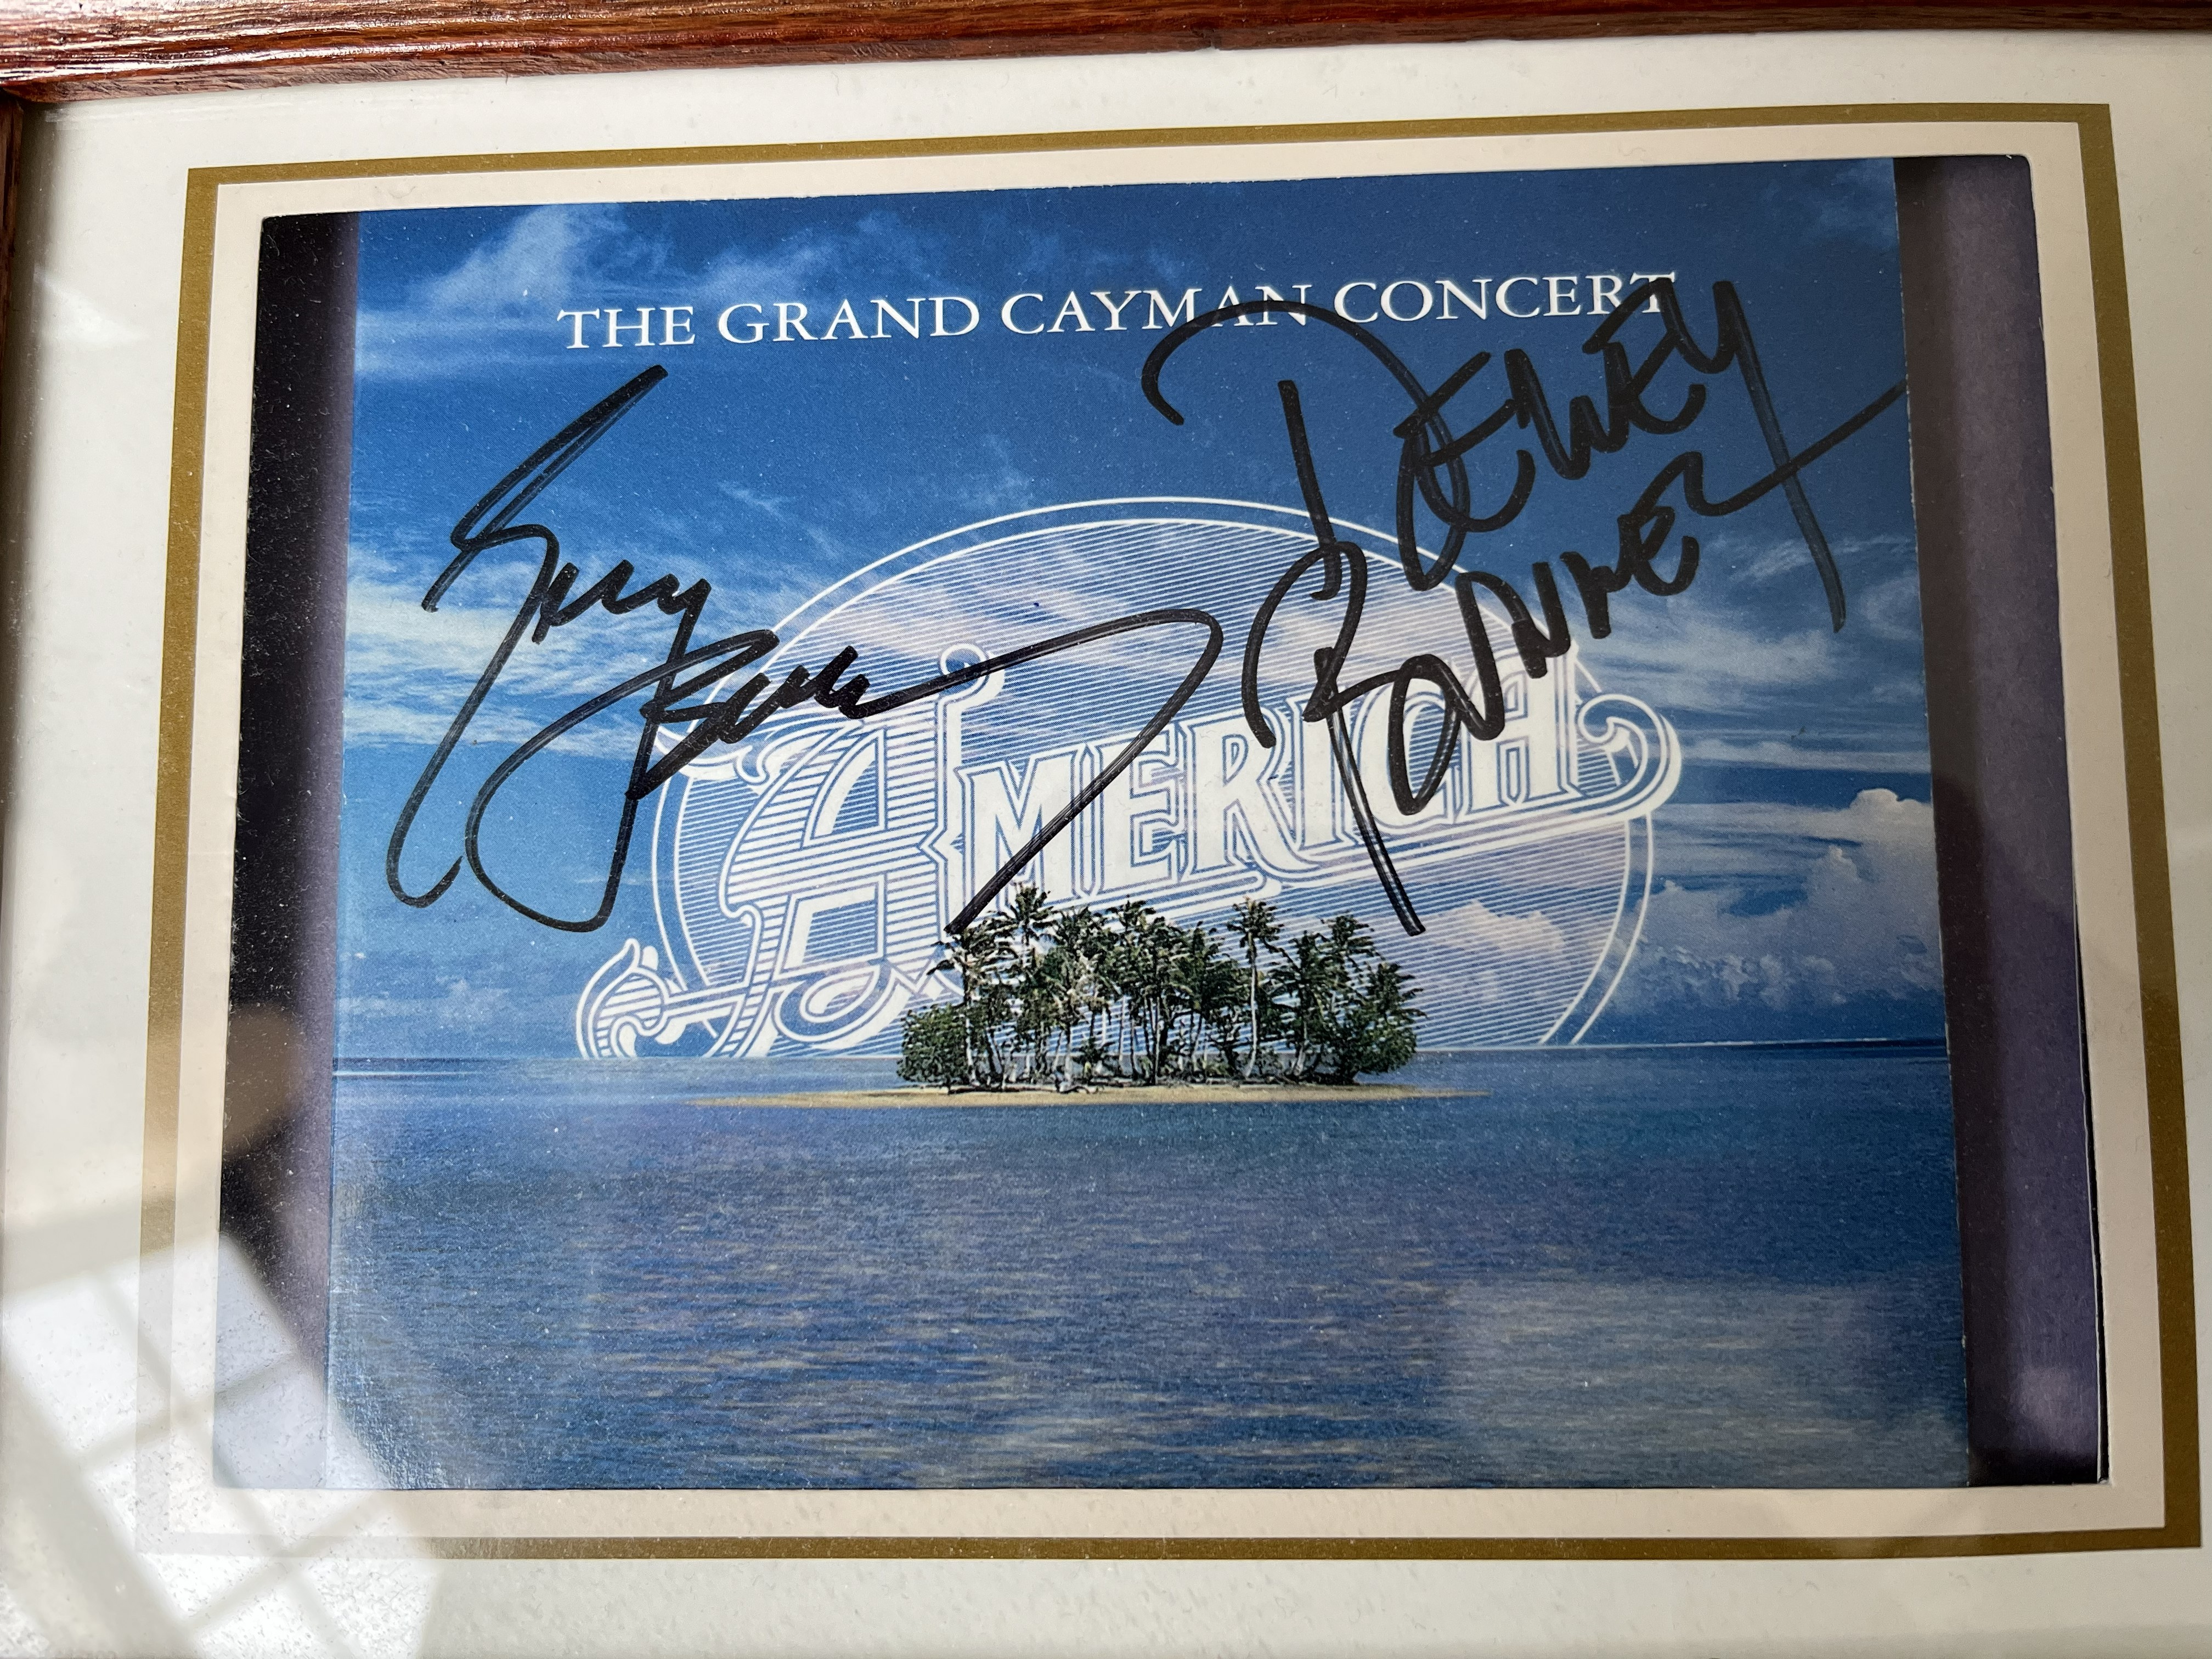 THE GRAND CAYMAN CONCERT
DEWEY
BUNNELL
Gerry
Beckley
AMERICA